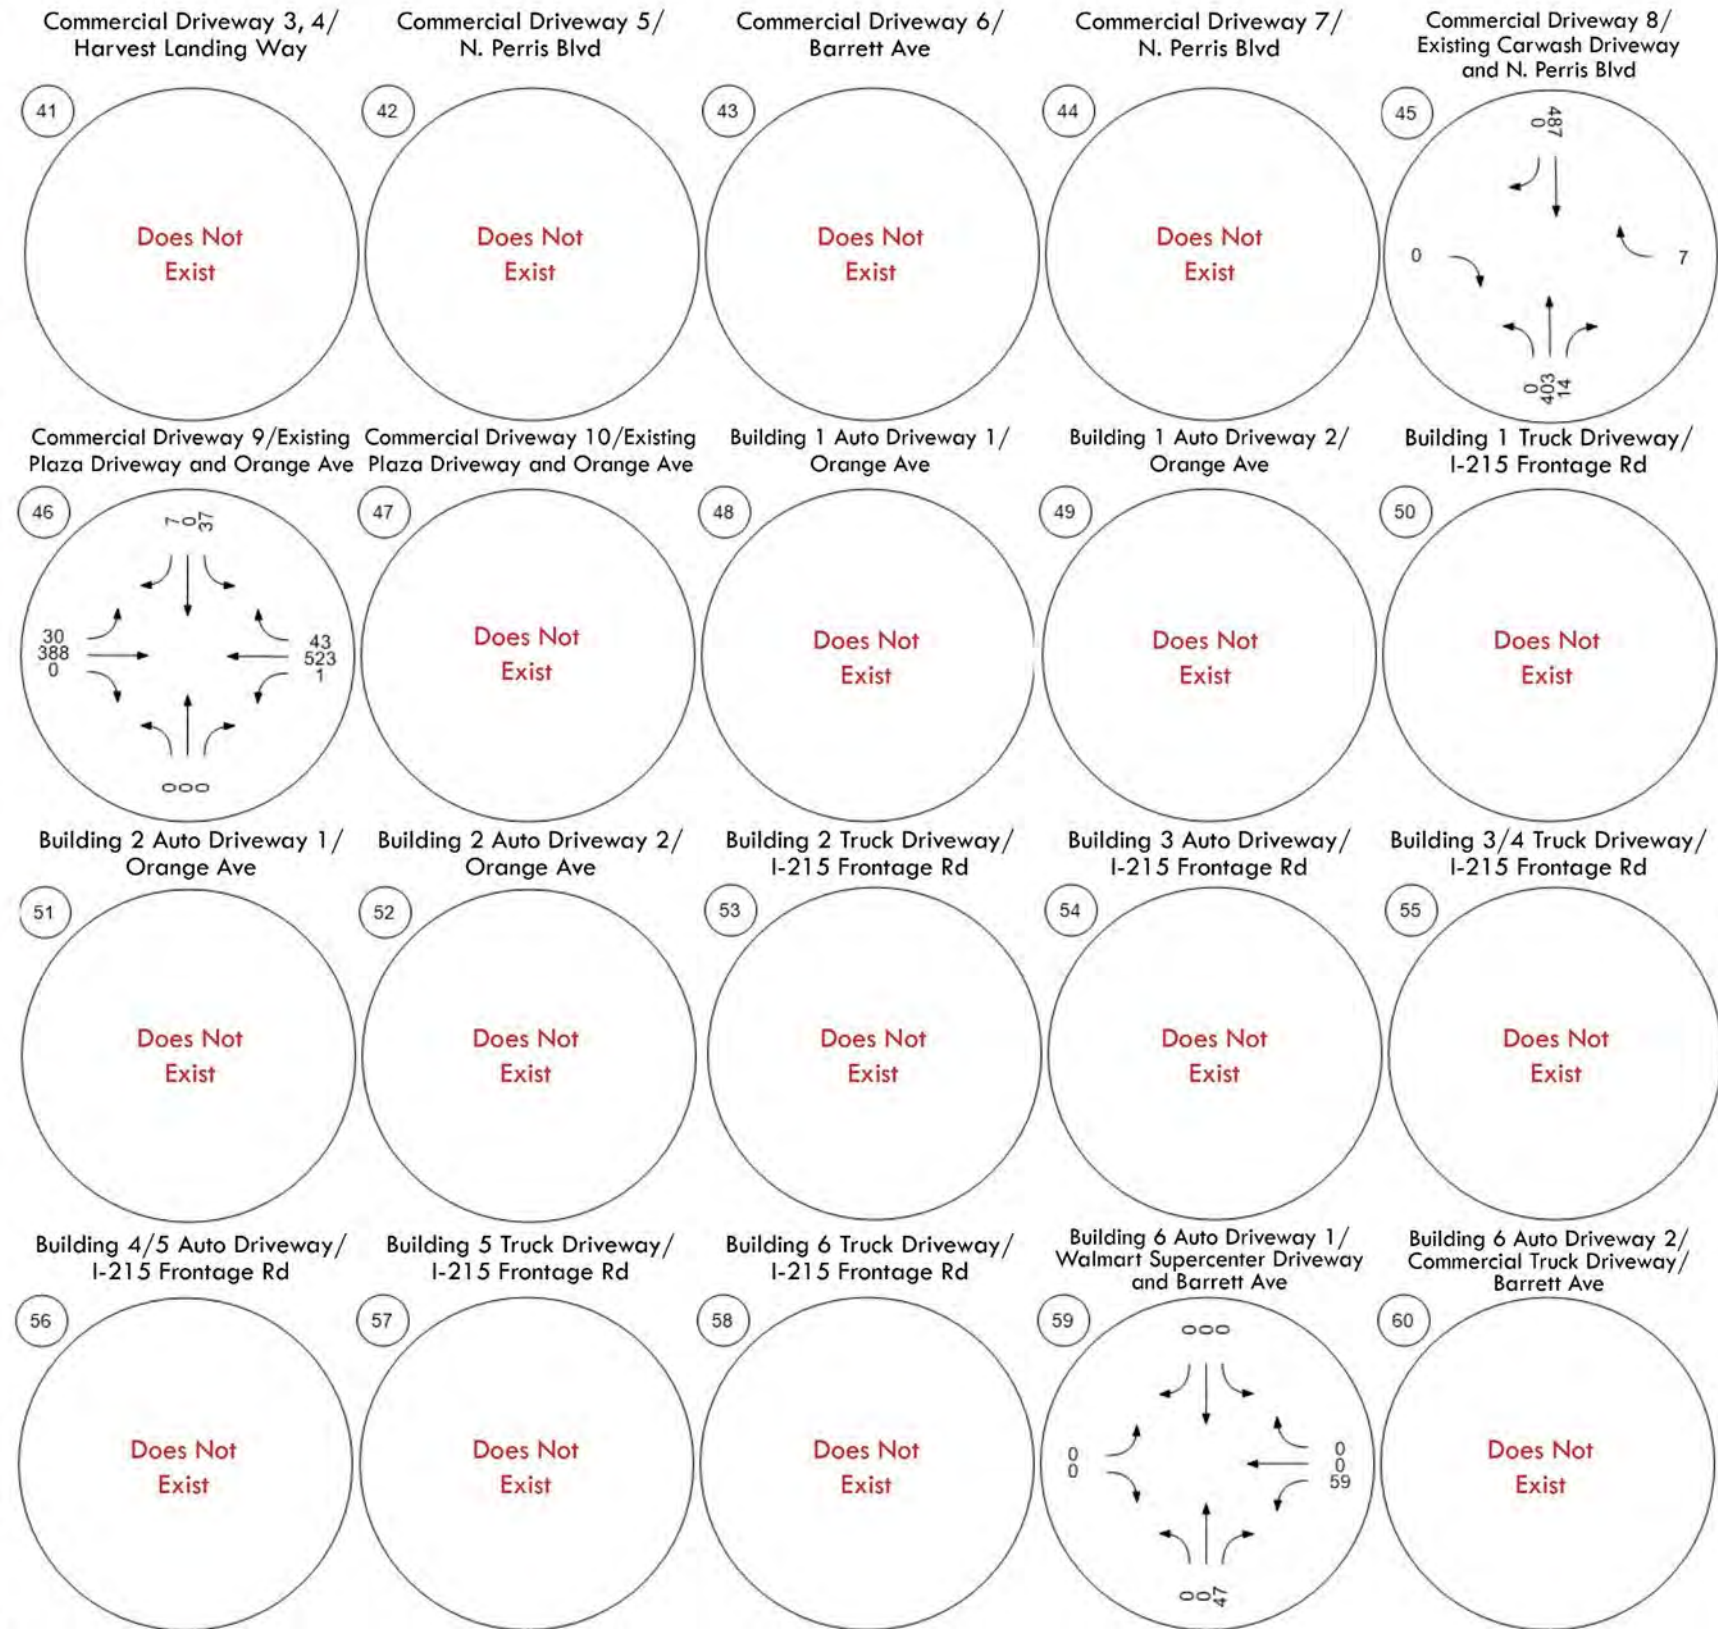 Commercial Driveway 3, 4/
Harvest Landing Way
41
Does Not
Exist
Commercial Driveway 5/
N. Perris Blvd
42
Does Not
Exist
Commercial Driveway 6/
Barrett Ave
43
Does Not
Exist
Commercial Driveway 7/
N. Perris Blvd
44
Does Not
Exist
Commercial Driveway 8/
Existing Carwash Driveway
and N. Perris Blvd
45
0
487
0
7
0
403
14
Commercial Driveway 9/Existing
Plaza Driveway and Orange Ave
46
7
0
37
30
388
0
43
523
1
0
0
0
Commercial Driveway 10/Existing
Plaza Driveway and Orange Ave
47
Does Not
Exist
Building 1 Auto Driveway 1/
Orange Ave
48
Does Not
Exist
Building 1 Auto Driveway 2/
Orange Ave
49
Does Not
Exist
Building 1 Truck Driveway/
I-215 Frontage Rd
50
Does Not
Exist
Building 2 Auto Driveway 1/
Orange Ave
51
Does Not
Exist
Building 2 Auto Driveway 2/
Orange Ave
52
Does Not
Exist
Building 2 Truck Driveway/
I-215 Frontage Rd
53
Does Not
Exist
Building 3 Auto Driveway/
I-215 Frontage Rd
54
Does Not
Exist
Building 3/4 Truck Driveway/
I-215 Frontage Rd
55
Does Not
Exist
Building 4/5 Auto Driveway/
I-215 Frontage Rd
56
Does Not
Exist
Building 5 Truck Driveway/
I-215 Frontage Rd
57
Does Not
Exist
Building 6 Truck Driveway/
I-215 Frontage Rd
58
Does Not
Exist
Building 6 Auto Driveway 1/
Walmart Supercenter Driveway
and Barrett Ave
59
0
0
0
0
0
0
0
59
0
0
47
Building 6 Auto Driveway 2/
Commercial Truck Driveway/
Barrett Ave
60
Does Not
Exist